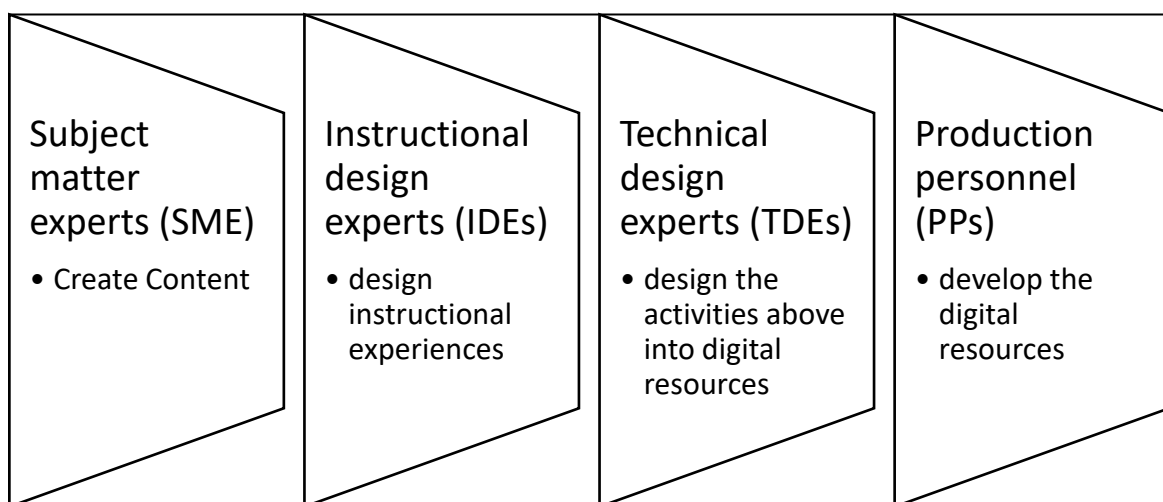 Subject
matter
experts (SME)
• Create Content
Instructional
design
experts (IDEs)
• design
instructional
experiences
Technical
design
experts (TDEs)
• design the
activities above
into digital
resources
Production
personnel
(PPs)
• develop the
digital
resources